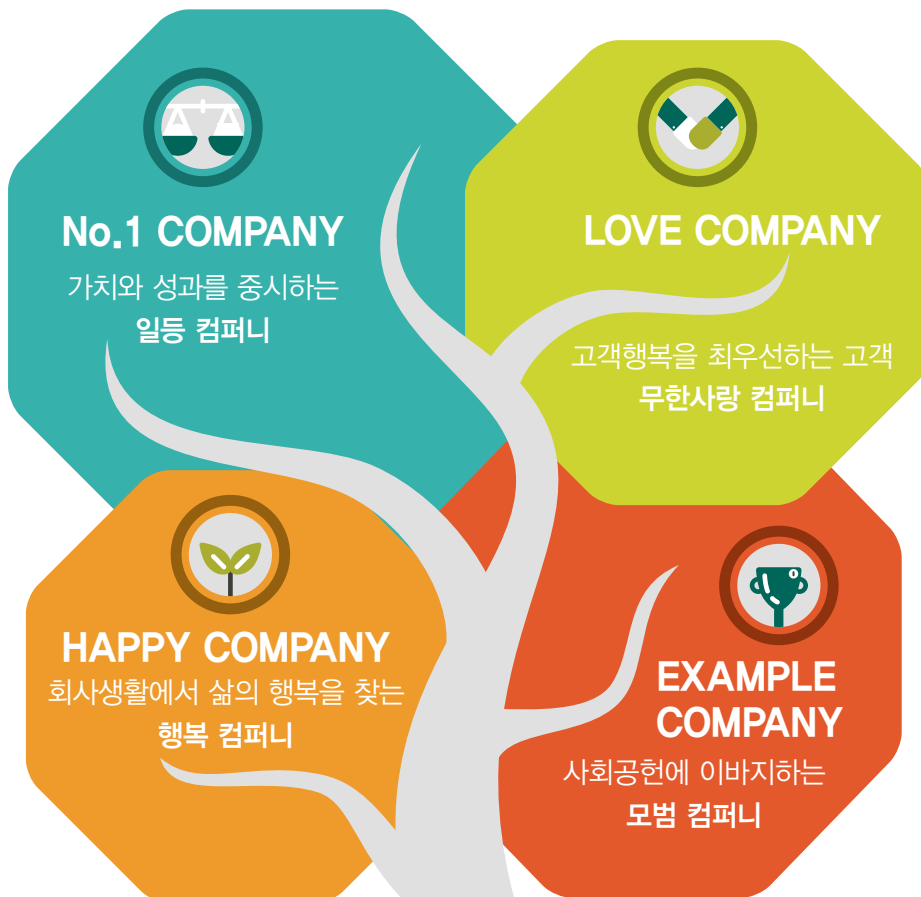 No.1 COMPANY
가치와 성과를 중시하는
일등 컴퍼니
LOVE COMPANY
고객행복을 최우선하는 고객
무한사랑 컴퍼니
HAPPY COMPANY
회사생활에서 삶의 행복을 찾는
행복 컴퍼니
EXAMPLE
COMPANY
사회공헌에 이바지하는
모범 컴퍼니